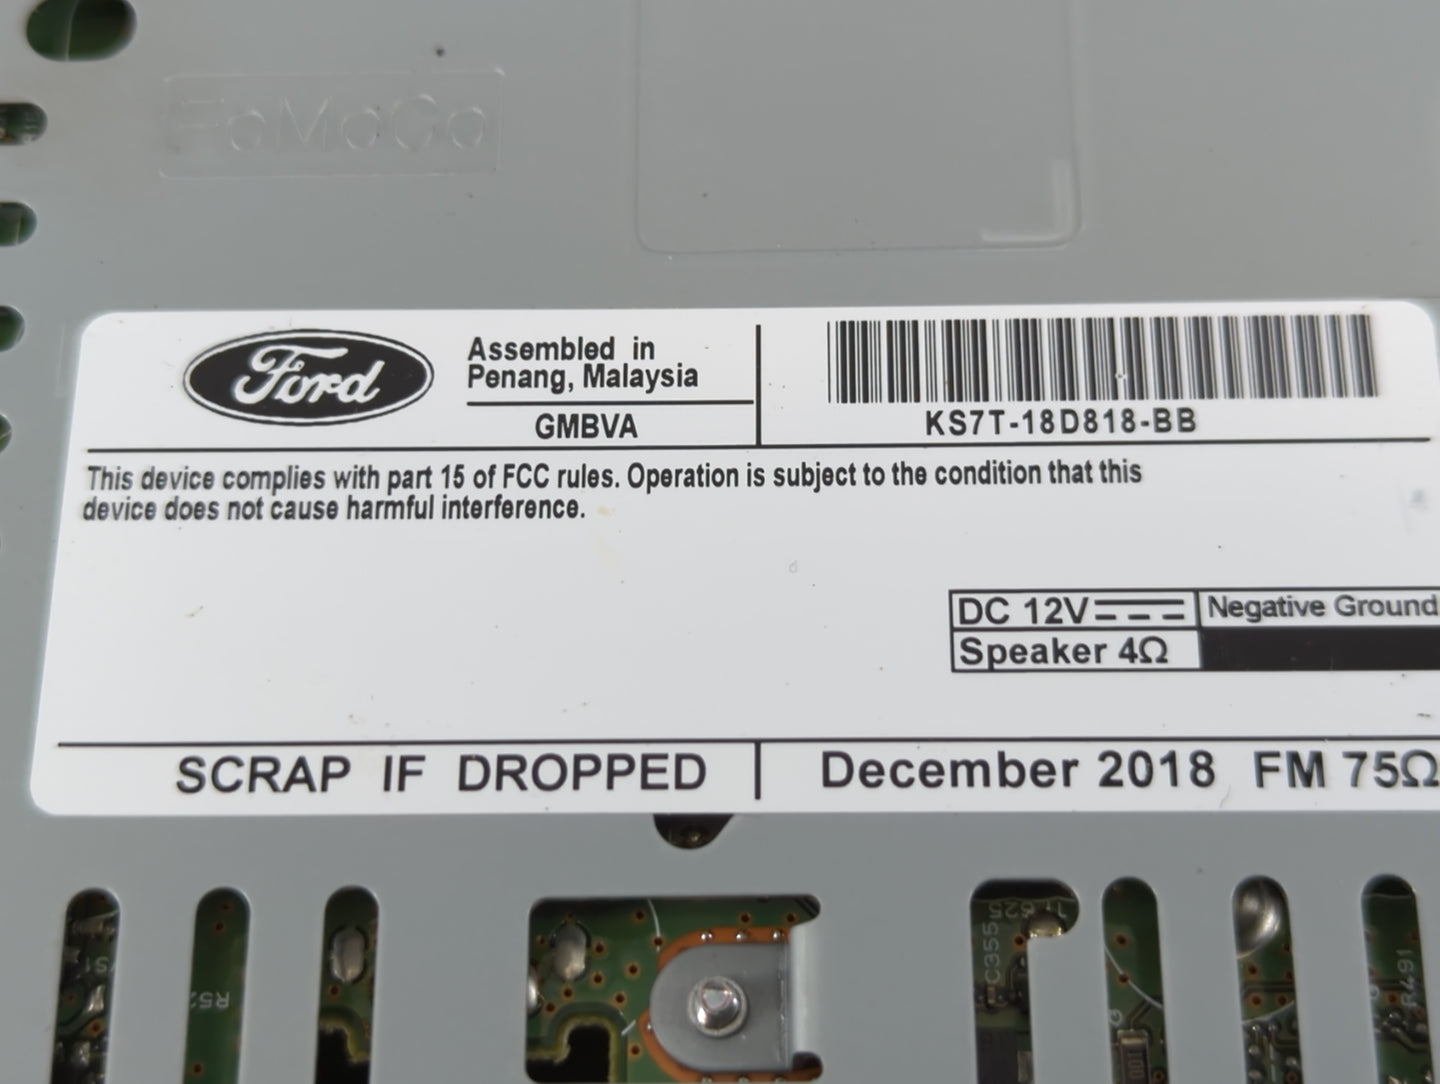 FoMoCo
Ford
Assembled in
Penang, Malaysia
GMBVA
KS7T-18D818-BB
This device complies with part 15 of FCC rules. Operation is subject to the condition that this
device does not cause harmful interference.
DC 12V
Negative Ground
Speaker 4Ω
SCRAP IF DROPPED
December 2018 FM 75Ω
C355
R491